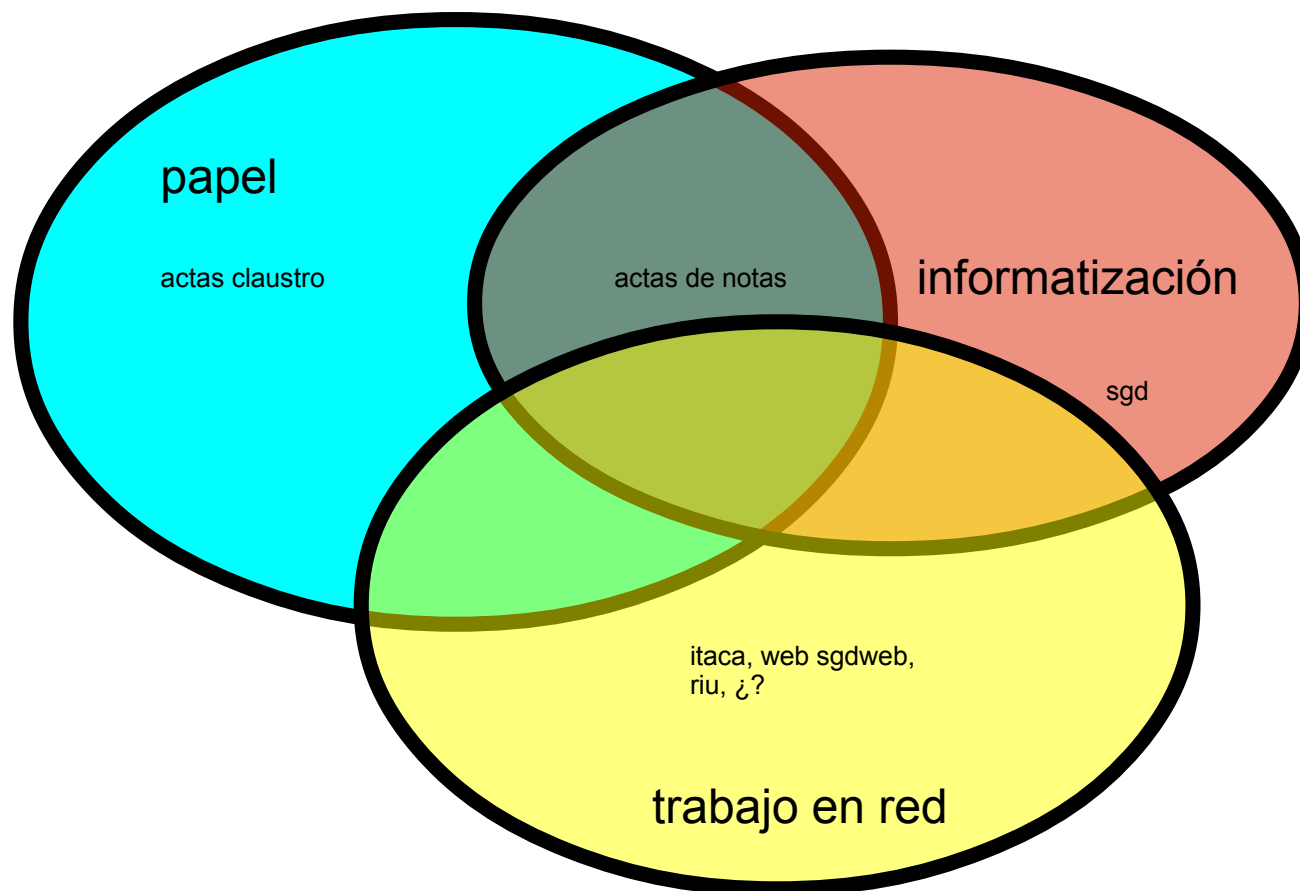 papel
actas claustro
actas de notas
informatización
sgd
itaca, web sgdweb,
riu, ¿?
trabajo en red